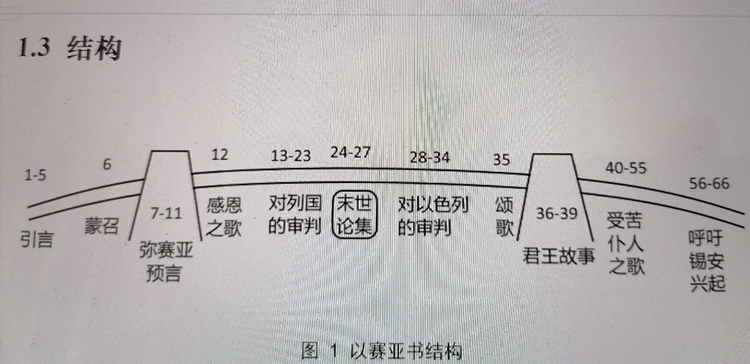 1.3 结构
1-5
6
12
13-23
24-27
28-34
35
40-55
56-66
7-11
36-39
引言
蒙召
弥赛亚
预言
感恩
之歌
对列国
的审判
末世
论集
对以色列
的审判
颂
歌
君王故事
受苦
仆人
之歌
呼吁
锡安
兴起
图 1 以赛亚书结构